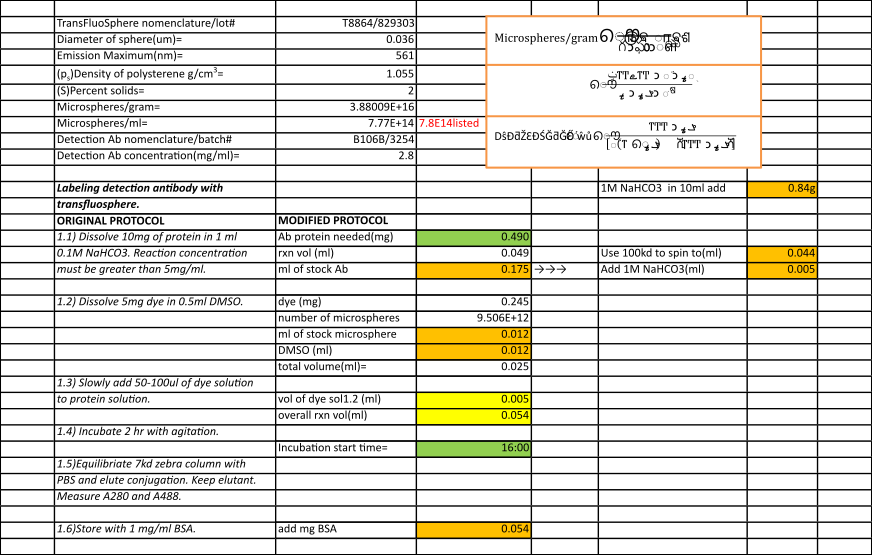 TransFluoSphere nomenclature/lot# T8864/829303
Diameter of sphere(um)= 0.036
Microspheres/gram
Emission Maximum(nm)= 561
(ps)Density of polysterene g/cm³= 1.055
(S)Percent solids= 2
Microspheres/gram= 3.88009E+16
Microspheres/ml= 7.77E+14 7.8E14listed
Detection Ab nomenclature/batch# B106B/3254
Detection Ab concentration(mg/ml)= 2.8
Labeling detection antibody with 1M NaHCO3 in 10ml add 0.84g
transfluosphere.
ORIGINAL PROTOCOL MODIFIED PROTOCOL
1.1) Dissolve 10mg of protein in 1 ml Ab protein needed(mg) 0.490
0.1M NaHCO3. Reaction concentration rxn vol (ml) 0.049 Use 100kd to spin to(ml) 0.044
must be greater than 5mg/ml. ml of stock Ab 0.175 →→→ Add 1M NaHCO3(ml) 0.005
1.2) Dissolve 5mg dye in 0.5ml DMSO. dye (mg) 0.245
number of microspheres 9.506E+12
ml of stock microsphere 0.012
DMSO (ml) 0.012
total volume(ml)= 0.025
1.3) Slowly add 50-100ul of dye solution
to protein solution. vol of dye sol1.2 (ml) 0.005
overall rxn vol(ml) 0.054
1.4) Incubate 2 hr with agitation.
Incubation start time= 16:00
1.5)Equilibriate 7kd zebra column with
PBS and elute conjugation. Keep elutant.
Measure A280 and A488.
1.6)Store with 1 mg/ml BSA. add mg BSA 0.054